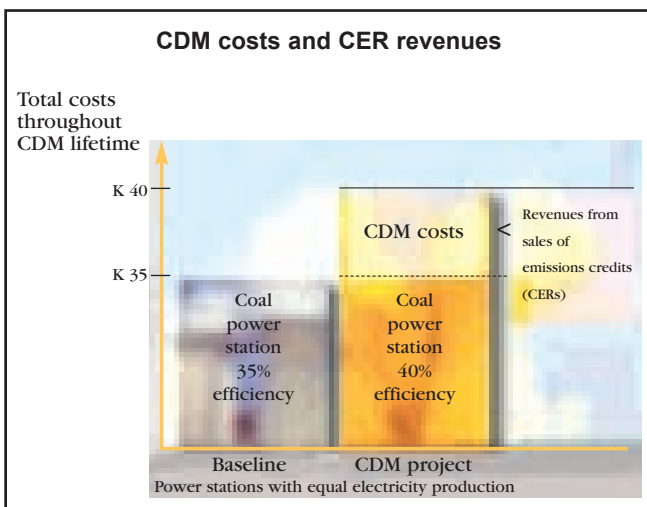 CDM costs and CER revenues
Total costs
throughout
CDM lifetime
K 40
K 35
CDM costs
<
Revenues from
sales of
emissions credits
(CERs)
Coal
power
station
35%
efficiency
Coal
power
station
40%
efficiency
Baseline
CDM project
Power stations with equal electricity production